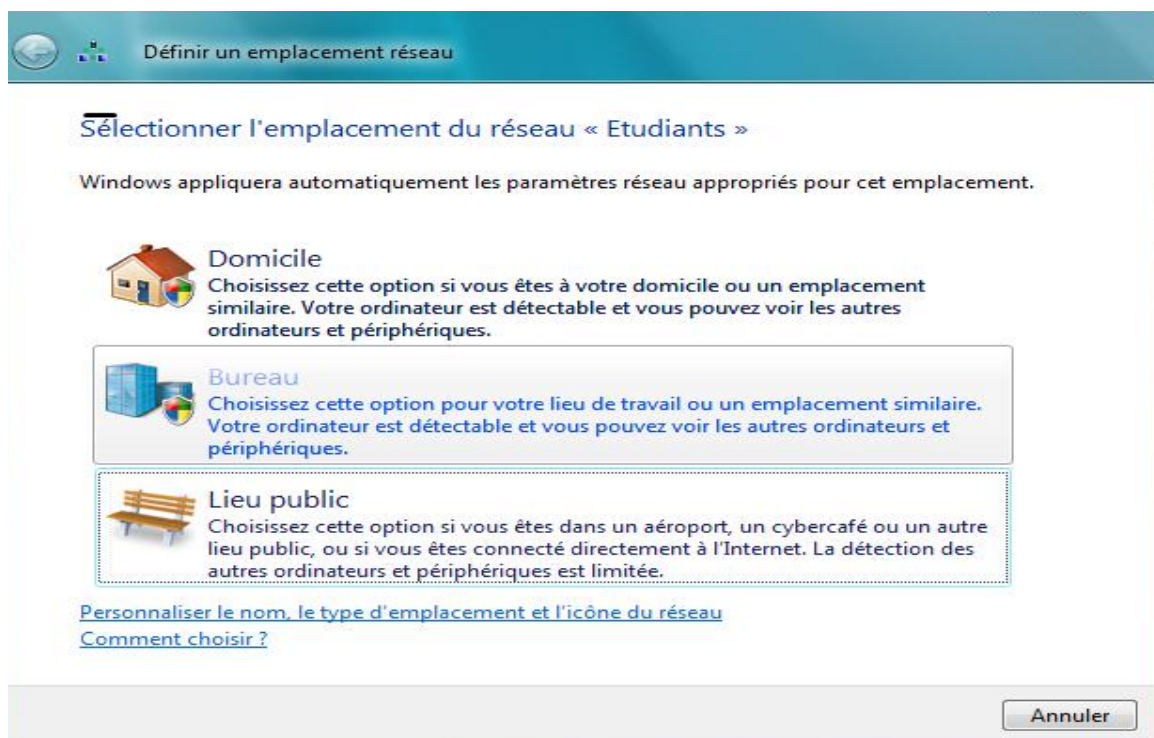 Définir un emplacement réseau
Sélectionner l'emplacement du réseau « Etudiants »
Windows appliquera automatiquement les paramètres réseau appropriés pour cet emplacement.
Domicile
Choisissez cette option si vous êtes à votre domicile ou un emplacement
similaire. Votre ordinateur est détectable et vous pouvez voir les autres
ordinateurs et périphériques.
Bureau
Choisissez cette option pour votre lieu de travail ou un emplacement similaire.
Votre ordinateur est détectable et vous pouvez voir les autres ordinateurs et
périphériques.
Lieu public
Choisissez cette option si vous êtes dans un aéroport, un cybercafé ou un autre
lieu public, ou si vous êtes connecté directement à l'Internet. La détection des
autres ordinateurs et périphériques est limitée.
Personnaliser le nom, le type d'emplacement et l'icône du réseau
Comment choisir ?
Annuler